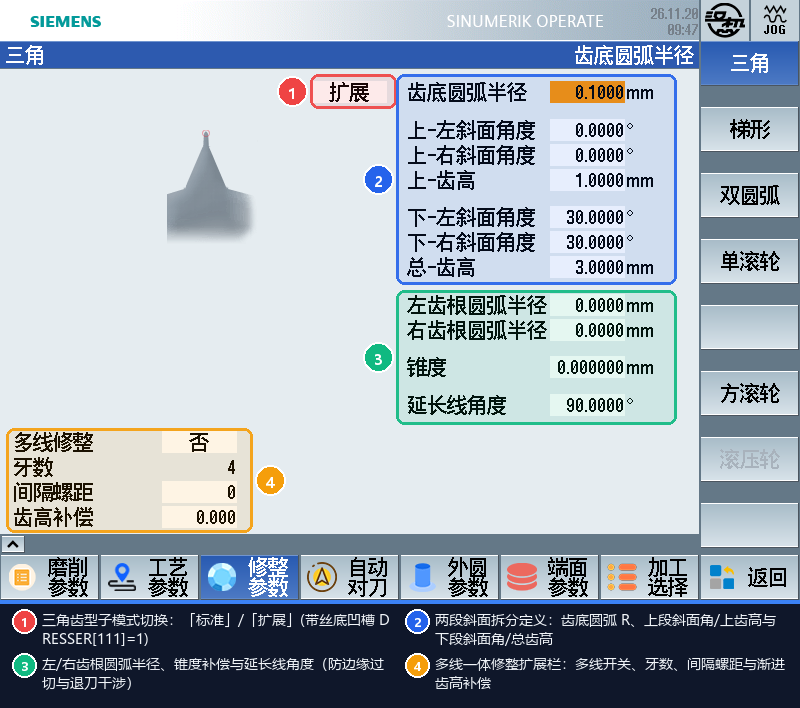 SIEMENS
SINUMERIK OPERATE
26.11.20
09:47
JOG
三角
齿底圆弧半径
三角
1
扩展
齿底圆弧半径 0.1000mm
梯形
2
上-左斜面角度 0.0000°
上-右斜面角度 0.0000°
上-齿高 1.0000mm
双圆弧
下-左斜面角度 30.0000°
下-右斜面角度 30.0000°
总-齿高 3.0000mm
单滚轮
3
左齿根圆弧半径 0.0000mm
右齿根圆弧半径 0.0000mm
锥度 0.000000mm
方滚轮
延长线角度 90.0000°
多线修整 否
牙数 4
间隔螺距 0
齿高补偿 0.000
4
滚压轮
磨削参数
工艺参数
修整参数
自动对刀
外圆参数
端面参数
加工选择
返回
1 三角齿型子模式切换：「标准」/「扩展」（带丝底凹槽 D
RESSER[111]=1)
2 两段斜面拆分定义：齿底圆弧 R、上段斜面角/上齿高与
下段斜面角/总齿高
3 左/右齿根圆弧半径、锥度补偿与延长线角度（防边缘过
切与退刀干涉）
4 多线一体修整扩展栏：多线开关、牙数、间隔螺距与渐进
齿高补偿